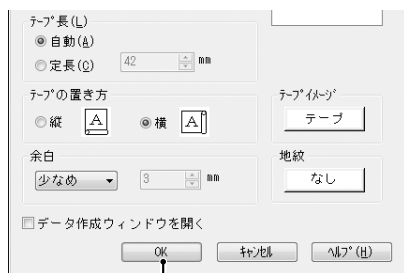 ﾃｰﾌﾟ長(L)
自動(A)
定長(C) 42 mm
ﾃｰﾌﾟの置き方
縦 A 横 A
ﾃｰﾌﾟｲﾒｰｼﾞ
テープ
余白
少なめ 3 mm
地紋
なし
データ作成ウィンドウを開く
OK ｷｬﾝｾﾙ ﾍﾙﾌﾟ(H)